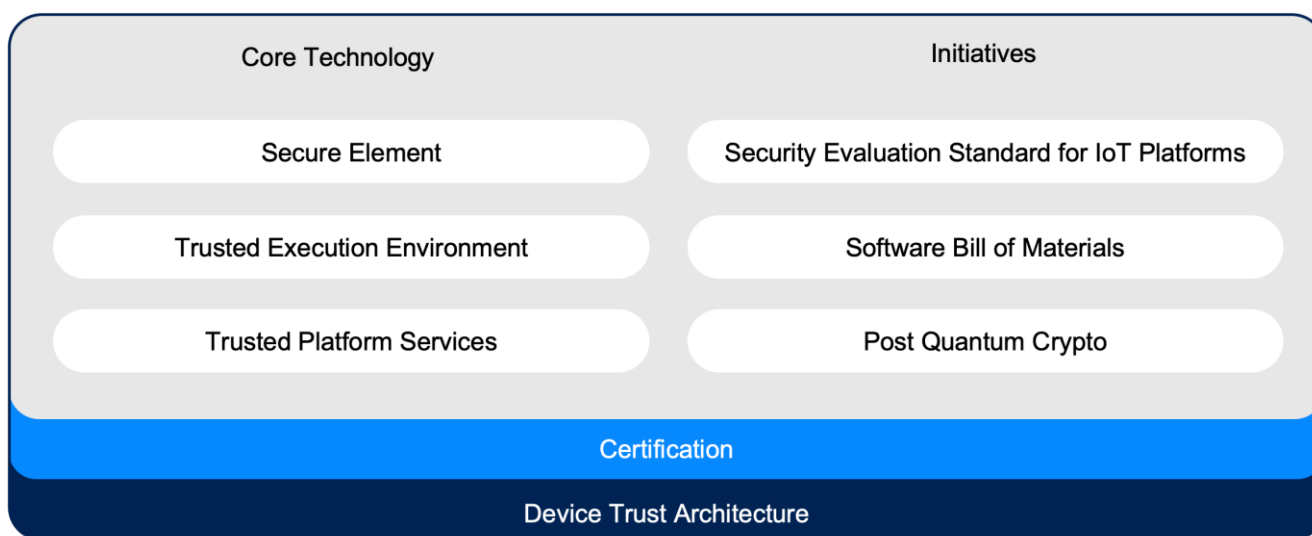 Core Technology
Initiatives
Secure Element
Security Evaluation Standard for IoT Platforms
Trusted Execution Environment
Software Bill of Materials
Trusted Platform Services
Post Quantum Crypto
Certification
Device Trust Architecture